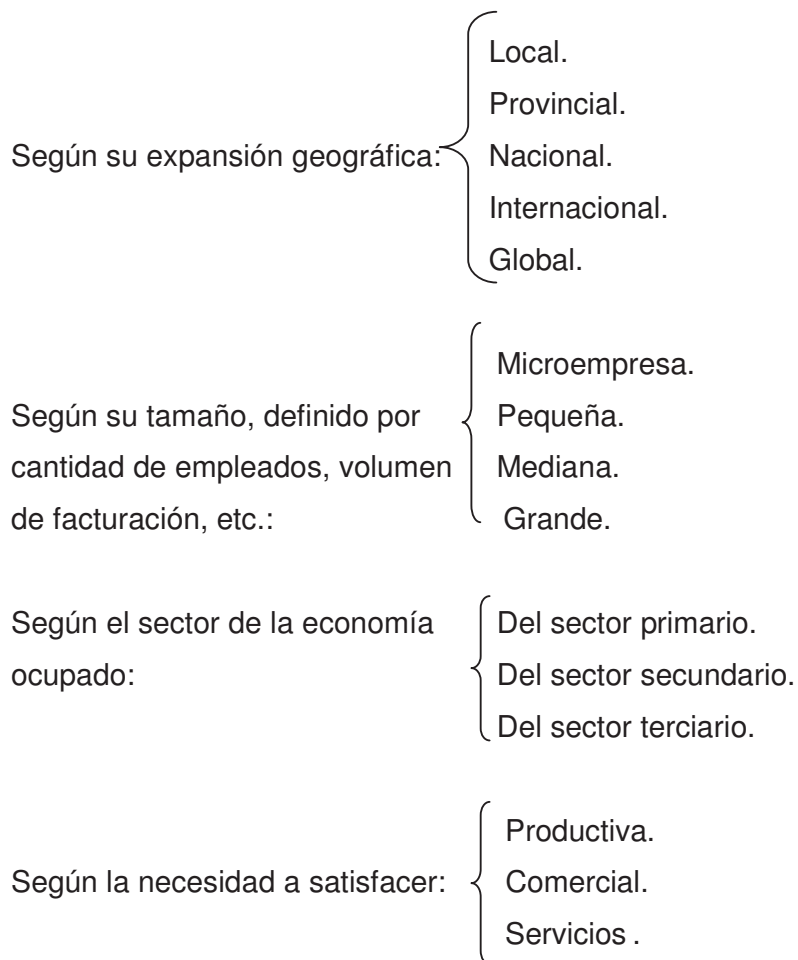 Local.
Provincial.
Según su expansión geográfica:
Nacional.
Internacional.
Global.
Microempresa.
Según su tamaño, definido por
Pequeña.
cantidad de empleados, volumen
Mediana.
de facturación, etc.:
Grande.
Según el sector de la economía
Del sector primario.
ocupado:
Del sector secundario.
Del sector terciario.
Productiva.
Según la necesidad a satisfacer:
Comercial.
Servicios .